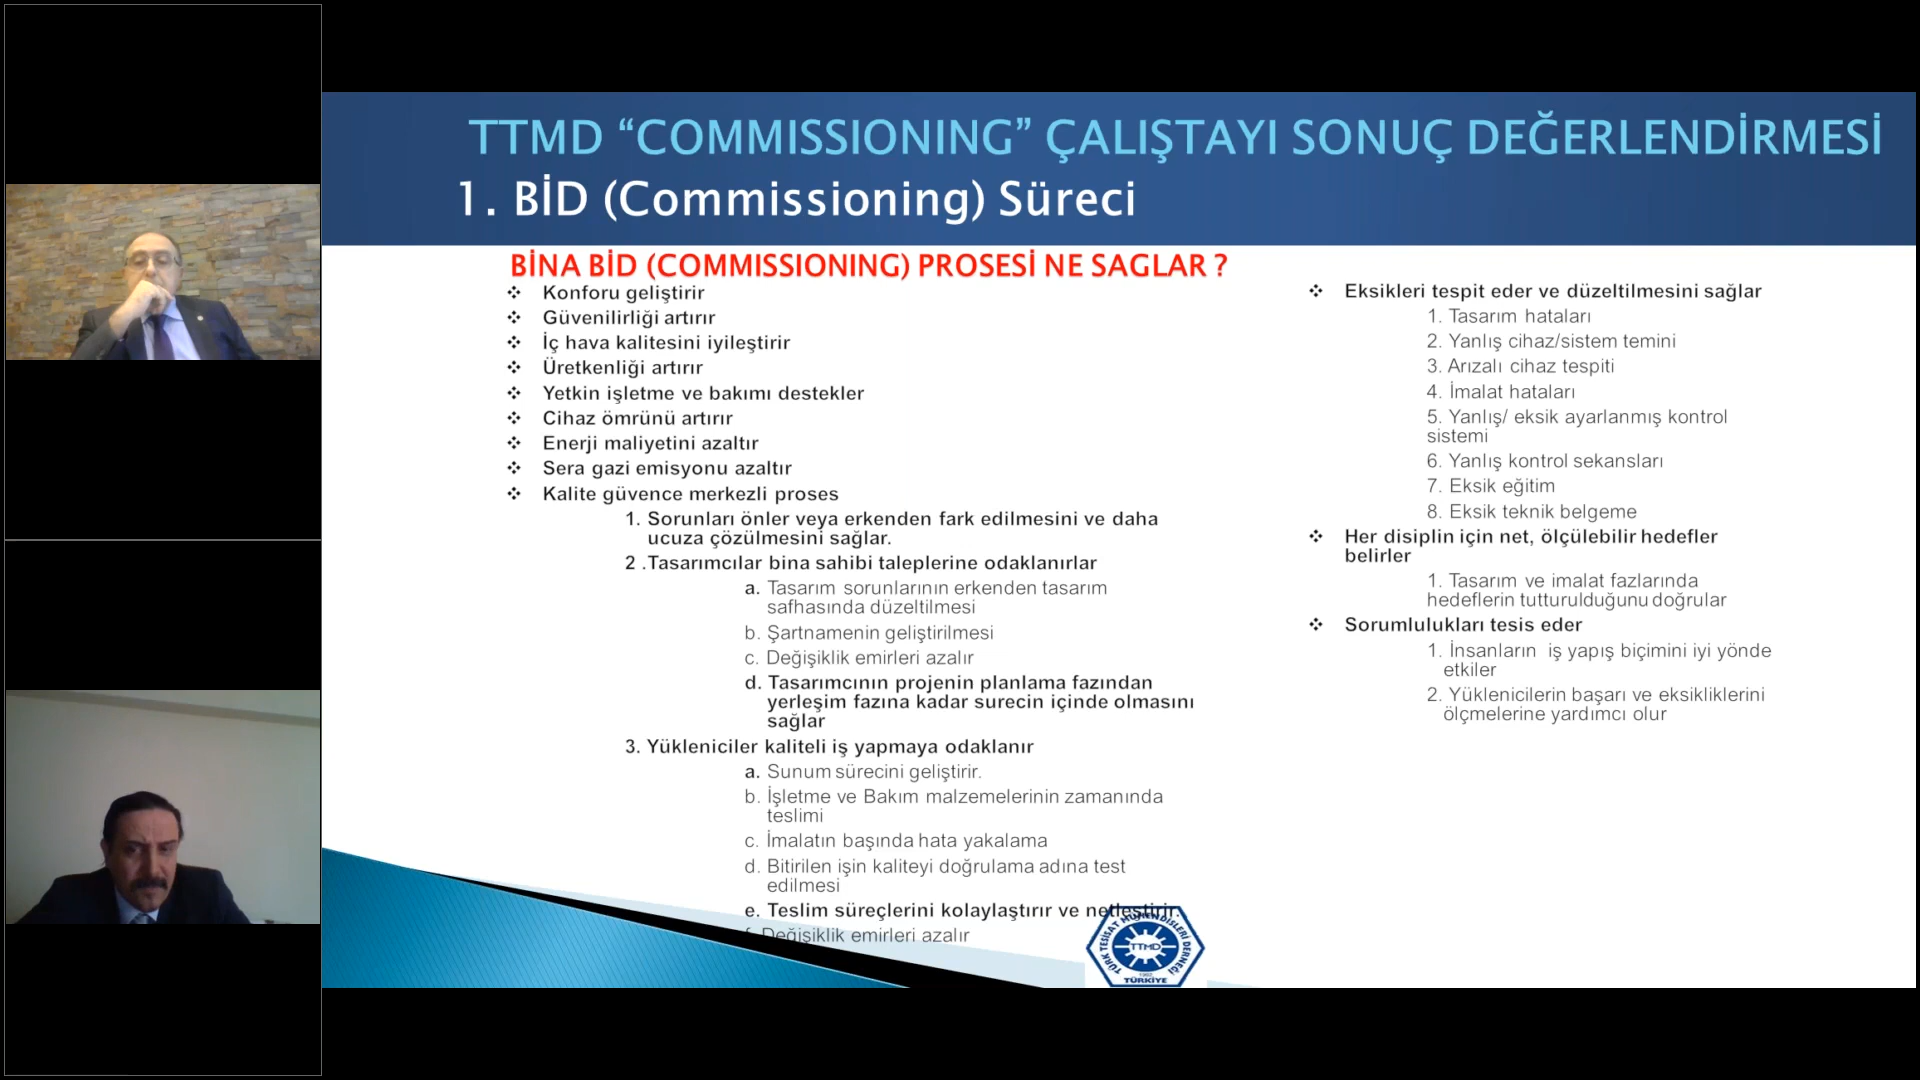 TTMD “COMMISSIONING” ÇALIŞTAYI SONUÇ DEĞERLENDİRMESİ
1. BİD (Commissioning) Süreci
BİNA BİD (COMMISSIONING) PROSESİ NE SAGLAR ?
❖ Konforu geliştirir
❖ Güvenilirliği artırır
❖ İç hava kalitesini iyileştirir
❖ Üretkenliği artırır
❖ Yetkin işletme ve bakımı destekler
❖ Cihaz ömrünü artırır
❖ Enerji maliyetini azaltır
❖ Sera gazi emisyonu azaltır
❖ Kalite güvence merkezli proses
1. Sorunları önler veya erkenden fark edilmesini ve daha
ucuza çözülmesini sağlar.
2 .Tasarımcılar bina sahibi taleplerine odaklanırlar
a. Tasarım sorunlarının erkenden tasarım
safhasında düzeltilmesi
b. Şartnamenin geliştirilmesi
c. Değişiklik emirleri azalır
d. Tasarımcının projenin planlama fazından
yerleşim fazına kadar surecin içinde olmasını
sağlar
3. Yükleniciler kaliteli iş yapmaya odaklanır
a. Sunum sürecini geliştirir.
b. İşletme ve Bakım malzemelerinin zamanında
teslimi
c. İmalatın başında hata yakalama
d. Bitirilen işin kaliteyi doğrulama adına test
edilmesi
e. Teslim süreçlerini kolaylaştırır ve netleştirir.
f. Değişiklik emirleri azalır
❖ Eksikleri tespit eder ve düzeltilmesini sağlar
1. Tasarım hataları
2. Yanlış cihaz/sistem temini
3. Arızalı cihaz tespiti
4. İmalat hataları
5. Yanlış/ eksik ayarlanmış kontrol
sistemi
6. Yanlış kontrol sekansları
7. Eksik eğitim
8. Eksik teknik belgeme
❖ Her disiplin için net, ölçülebilir hedefler
belirler
1. Tasarım ve imalat fazlarında
hedeflerin tutturulduğunu doğrular
❖ Sorumlulukları tesis eder
1. İnsanların iş yapış biçimini iyi yönde
etkiler
2. Yüklenicilerin başarı ve eksikliklerini
ölçmelerine yardımcı olur
TÜRK TESİSAT MÜHENDİSLERİ DERNEĞİ
TTMD
1992
TÜRKİYE